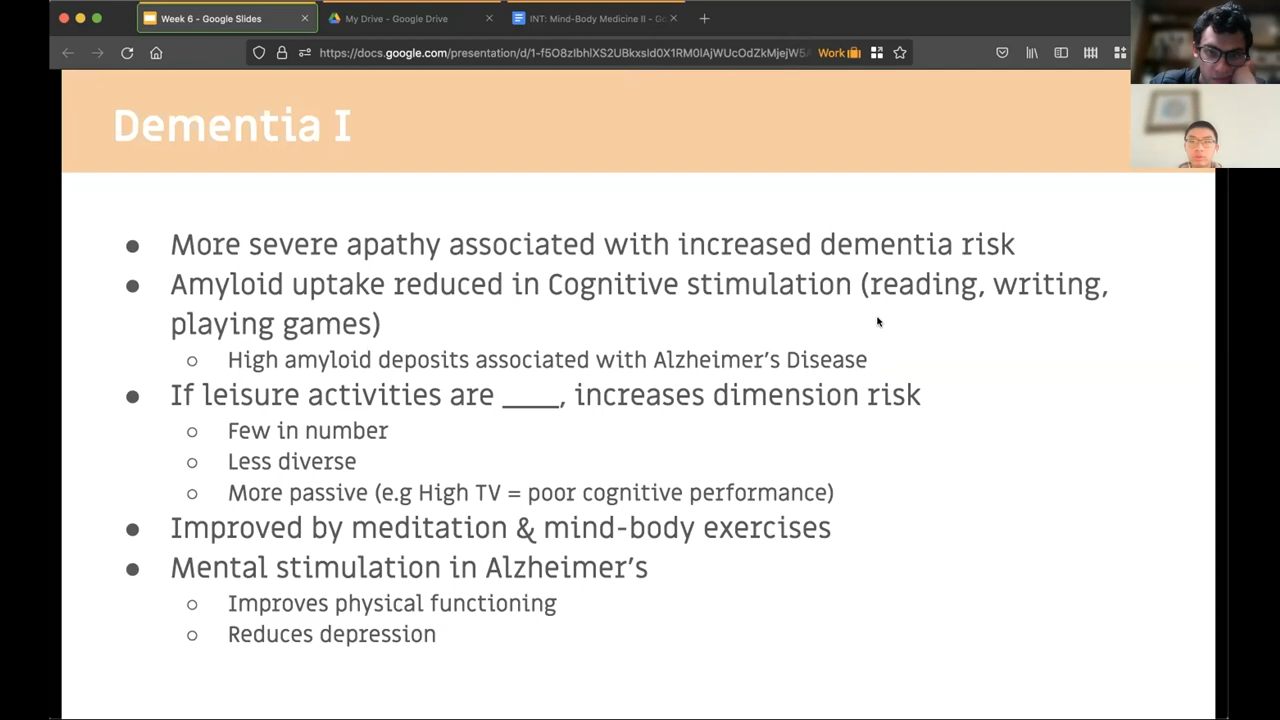 Week 6 - Google Slides
My Drive - Google Drive
INT: Mind-Body Medicine II - Go
Work
Dementia I
● More severe apathy associated with increased dementia risk
● Amyloid uptake reduced in Cognitive stimulation (reading, writing,
playing games)
○ High amyloid deposits associated with Alzheimer's Disease
● If leisure activities are ____, increases dimension risk
○ Few in number
○ Less diverse
○ More passive (e.g High TV = poor cognitive performance)
● Improved by meditation & mind-body exercises
● Mental stimulation in Alzheimer's
○ Improves physical functioning
○ Reduces depression